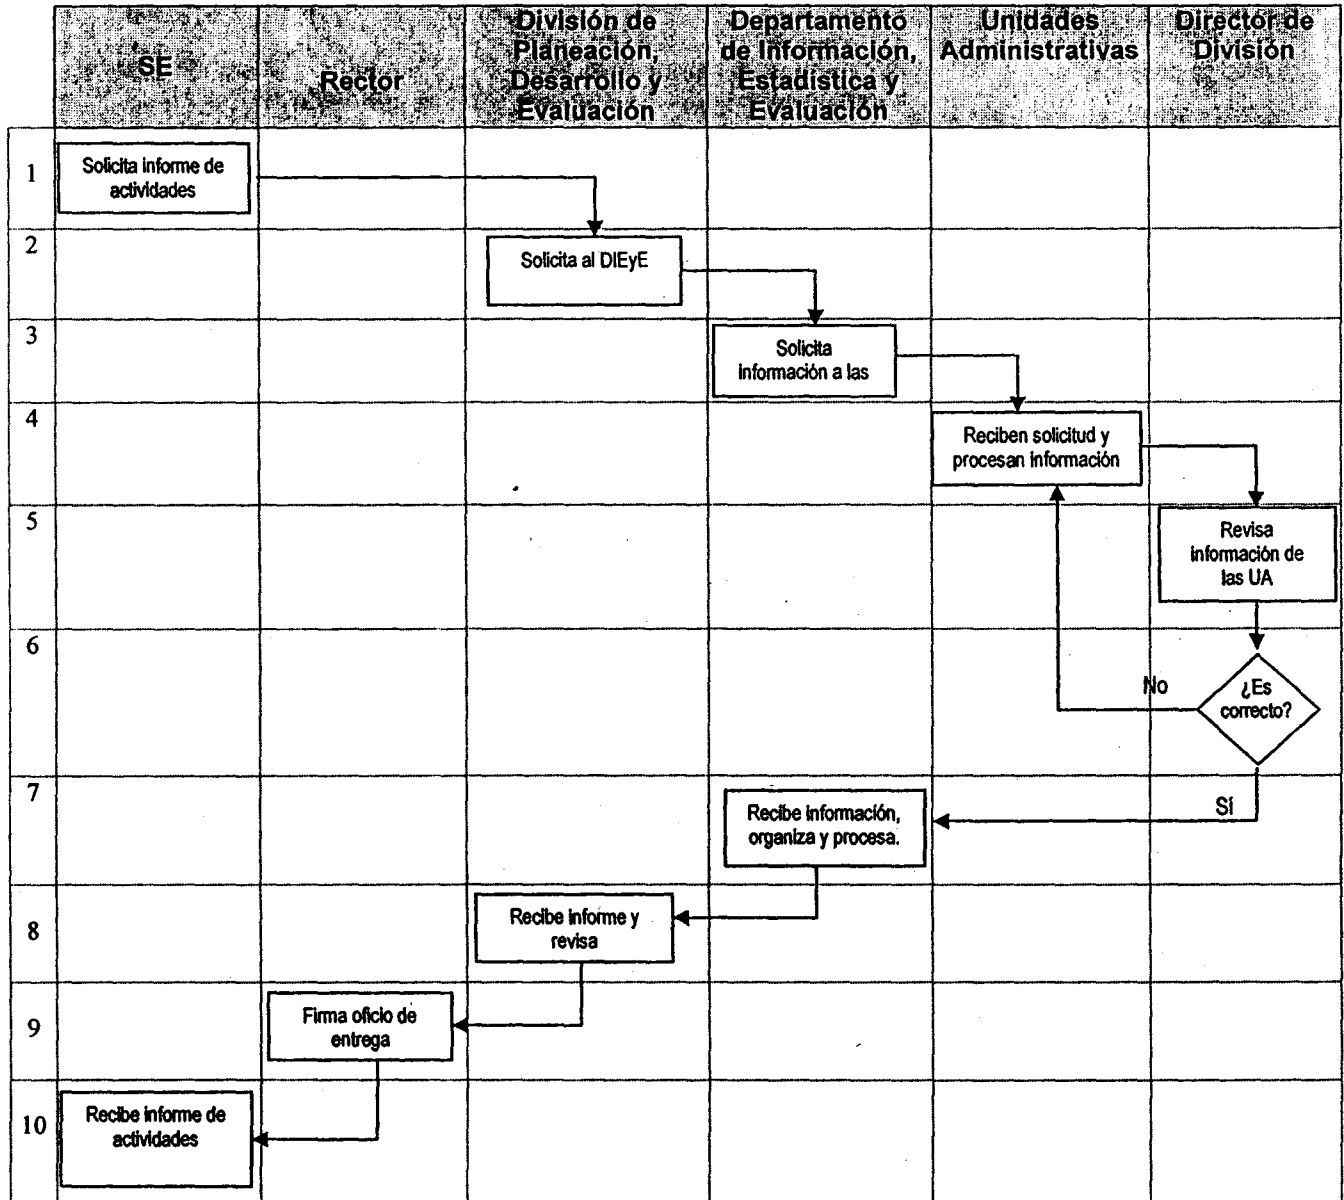 SE
Rector
División de
Planeación,
Desarrollo y
Evaluación
Departamento
de Información,
Estadística y
Evaluación
Unidades
Administrativas
Director de
División
1
Solicita informe de
actividades
2
Solicita al DIEyE
3
Solicita
información a las
4
Reciben solicitud y
procesan información
5
Revisa
información de
las UA
6
No
¿Es
correcto?
7
Recibe información,
organiza y procesa.
Sí
8
Recibe informe y
revisa
9
Firma oficio de
entrega
10
Recibe informe de
actividades